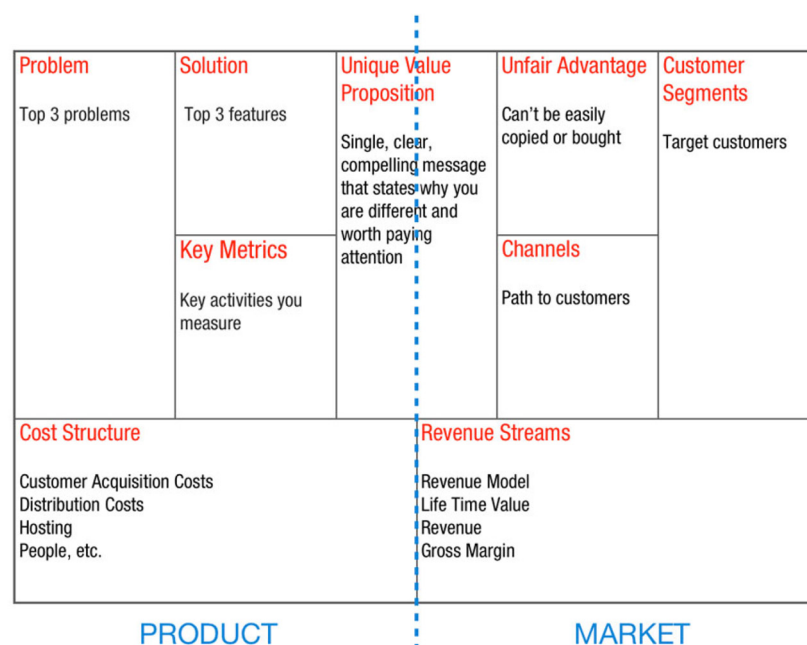 Problem
Top 3 problems
Solution
Top 3 features
Key Metrics
Key activities you
measure
Unique Value
Proposition
Single, clear,
compelling message
that states why you
are different and
worth paying
attention
Unfair Advantage
Can't be easily
copied or bought
Channels
Path to customers
Customer
Segments
Target customers
Cost Structure
Customer Acquisition Costs
Distribution Costs
Hosting
People, etc.
Revenue Streams
Revenue Model
Life Time Value
Revenue
Gross Margin
PRODUCT
MARKET